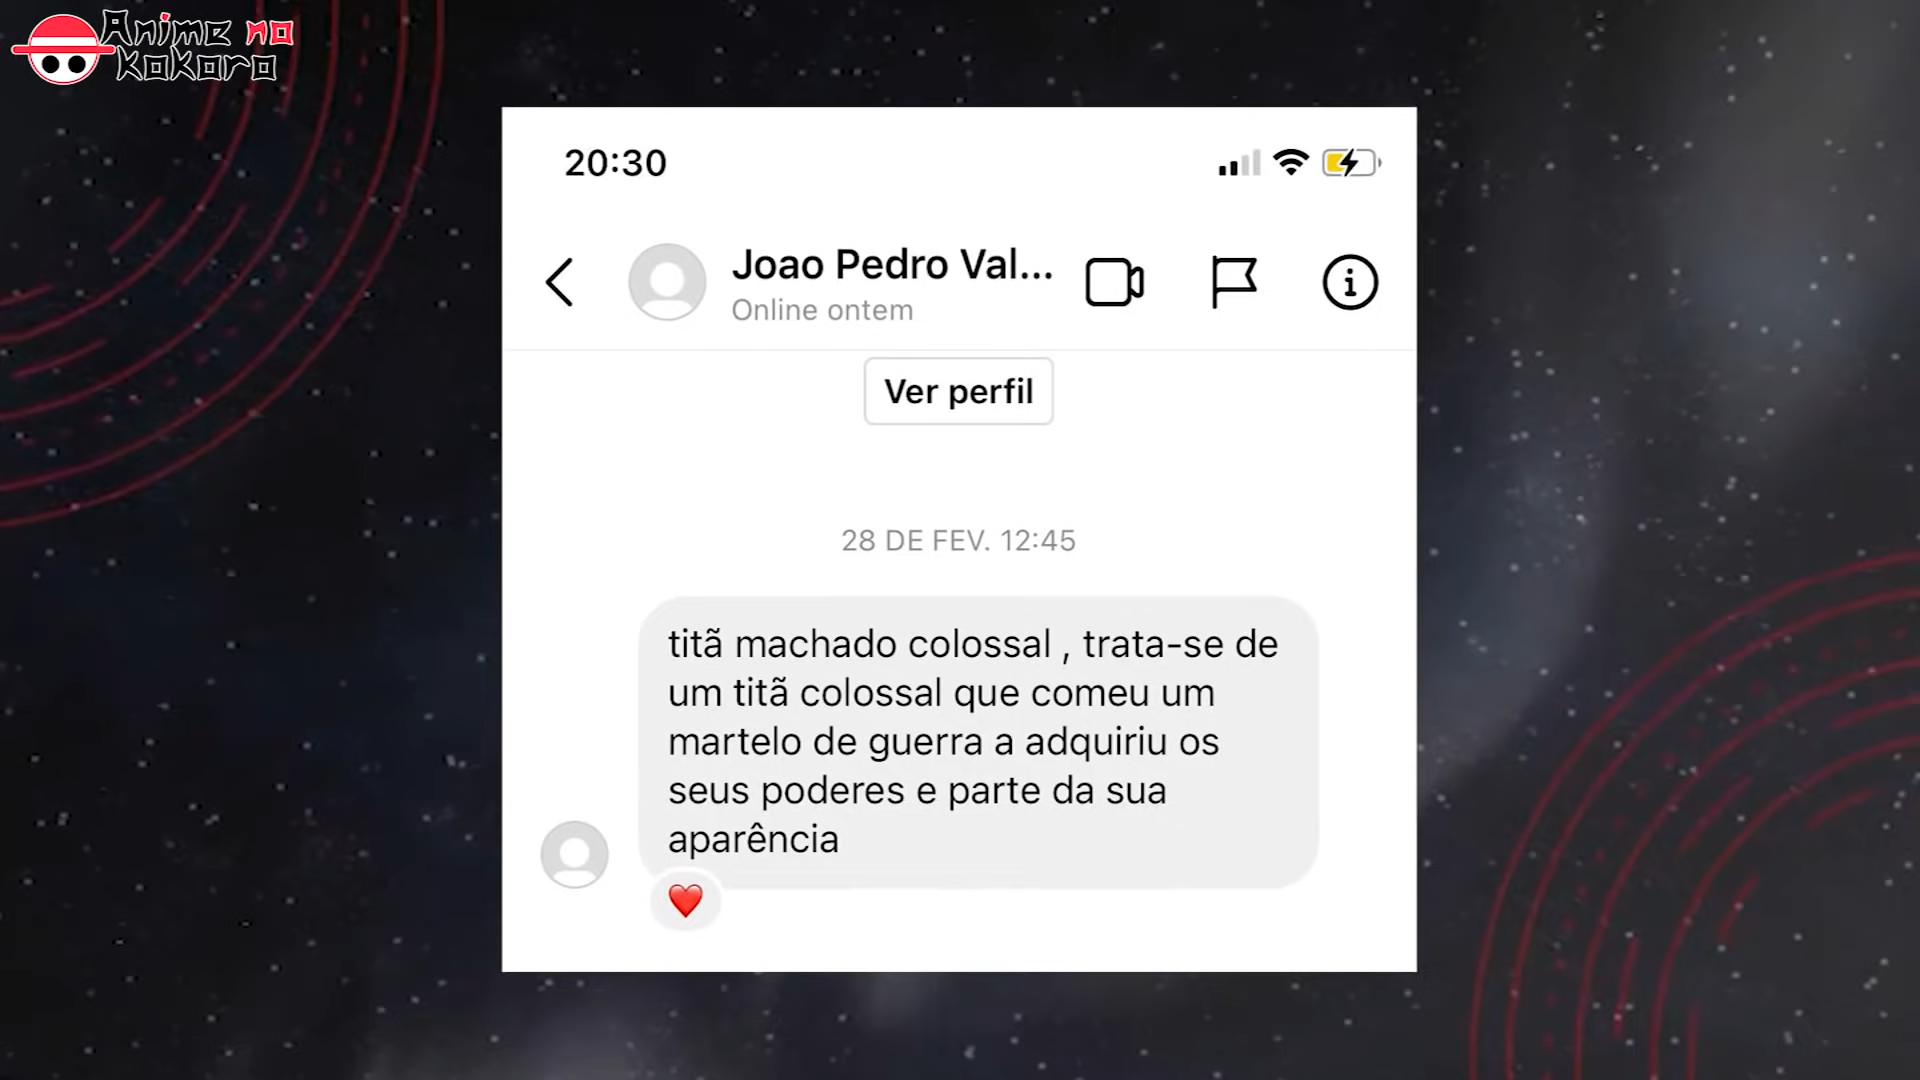 Anime no
kokoro
20:30
Joao Pedro Val...
Online ontem
Ver perfil
28 DE FEV. 12:45
titã machado colossal , trata-se de
um titã colossal que comeu um
martelo de guerra a adquiriu os
seus poderes e parte da sua
aparência